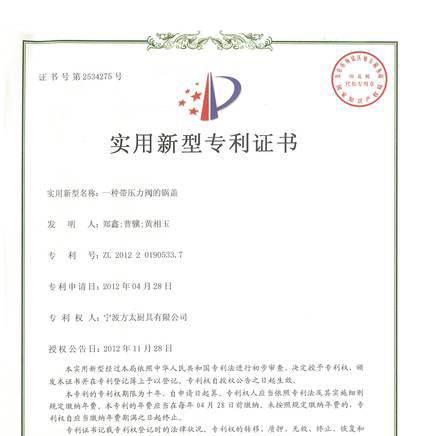 证书号第2534275号
实用新型专利证书
实用新型名称：一种带压力阀的锅盖
发明人：郑鑫;曹骥;黄相玉
专利号：ZL 2012 2 0190533.7
专利申请日：2012年04月28日
专利权人：宁波方太厨具有限公司
授权公告日：2012年11月28日
本实用新型经过本局依照中华人民共和国专利法进行初步审查，决定授予专利权，颁
发本证书并在专利登记簿上予以登记。专利权自授权公告之日起生效。
本专利的专利权期限为十年，自申请日起算。专利权人应当依照专利法及其实施细则
规定缴纳年费。本专利的年费应当在每年04月28日前缴纳。未按照规定缴纳年费的，专
利权自应当缴纳年费期满之日起终止。
专利证书记载专利权登记时的法律状况。专利权的转移、质押、无效、终止、恢复和